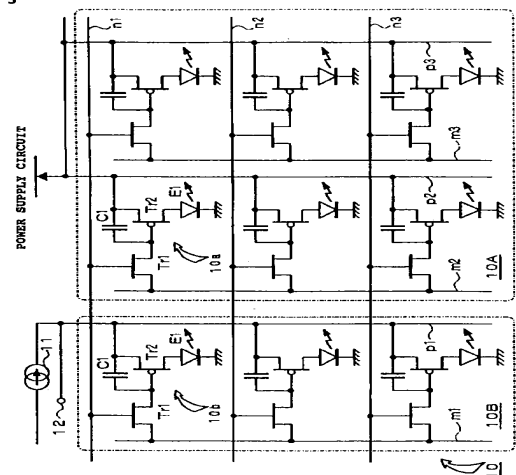 n1
n2
n3
POWER SUPPLY CIRCUIT
11
12
C1
Tr2
E1
Tr1
10b
C1
Tr2
E1
Tr1
10a
p1
p2
p3
m1
m2
m3
10B
10A
10